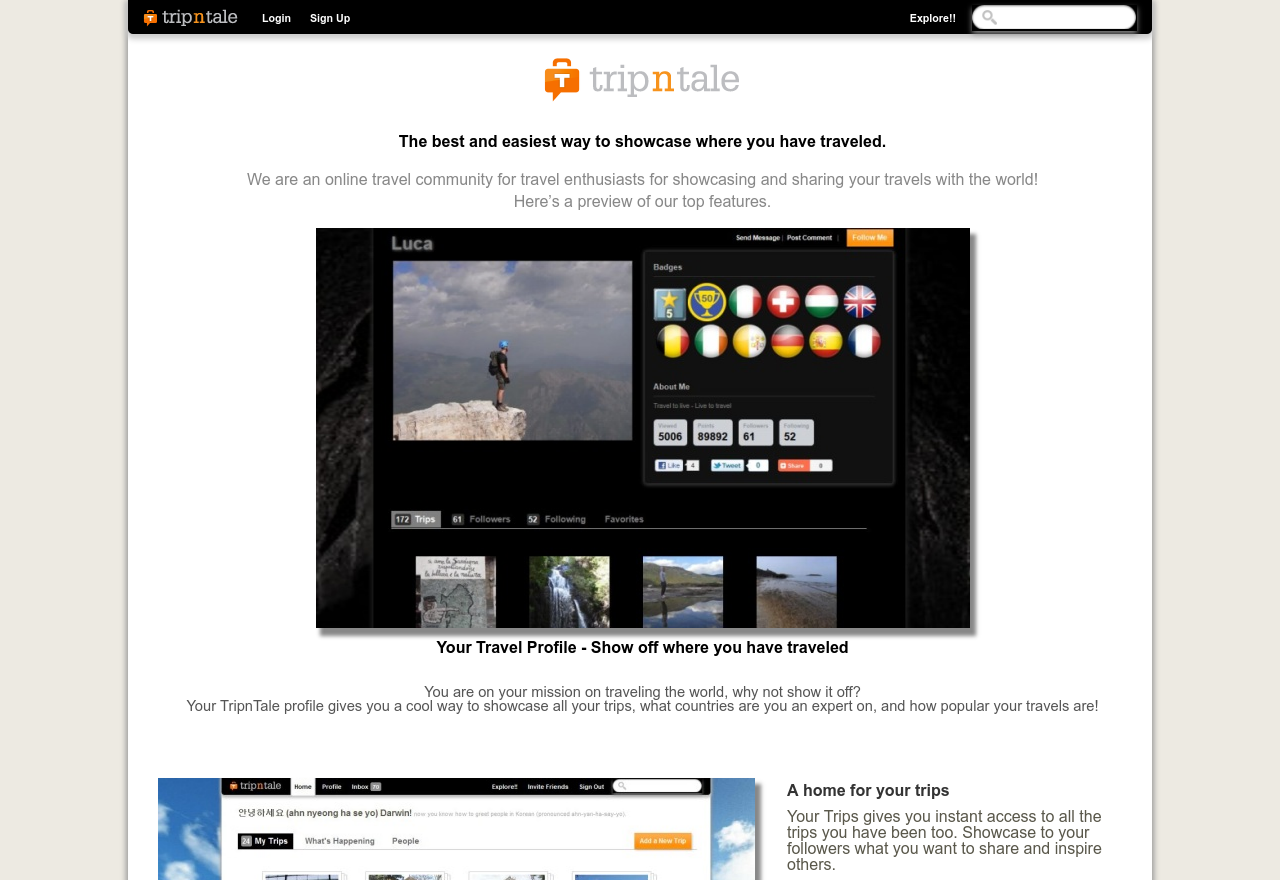 tripntale
Login
Sign Up
Explore!!
tripntale
The best and easiest way to showcase where you have traveled.
We are an online travel community for travel enthusiasts for showcasing and sharing your travels with the world!
Here's a preview of our top features.
Luca
Send Message | Post Comment |
Follow Me
Badges
5
50
About Me
Travel to live - Live to travel
Viewed
Points
Followers
Following
5006
89892
61
52
Like
4
Tweet
0
Share
0
172 Trips
61 Followers
52 Following
Favorites
Your Travel Profile - Show off where you have traveled
You are on your mission on traveling the world, why not show it off?
Your TripnTale profile gives you a cool way to showcase all your trips, what countries are you an expert on, and how popular your travels are!
tripntale
Home
Profile
Inbox 70
Explore!!
Invite Friends
Sign Out
안녕하세요 (ahn nyeong ha se yo) Darwin! now you know how to great people in Korean (pronounced ahn-yan-ha-say-yo).
24 My Trips
What's Happening
People
Add a New Trip
A home for your trips
Your Trips gives you instant access to all the
trips you have been too. Showcase to your
followers what you want to share and inspire
others.